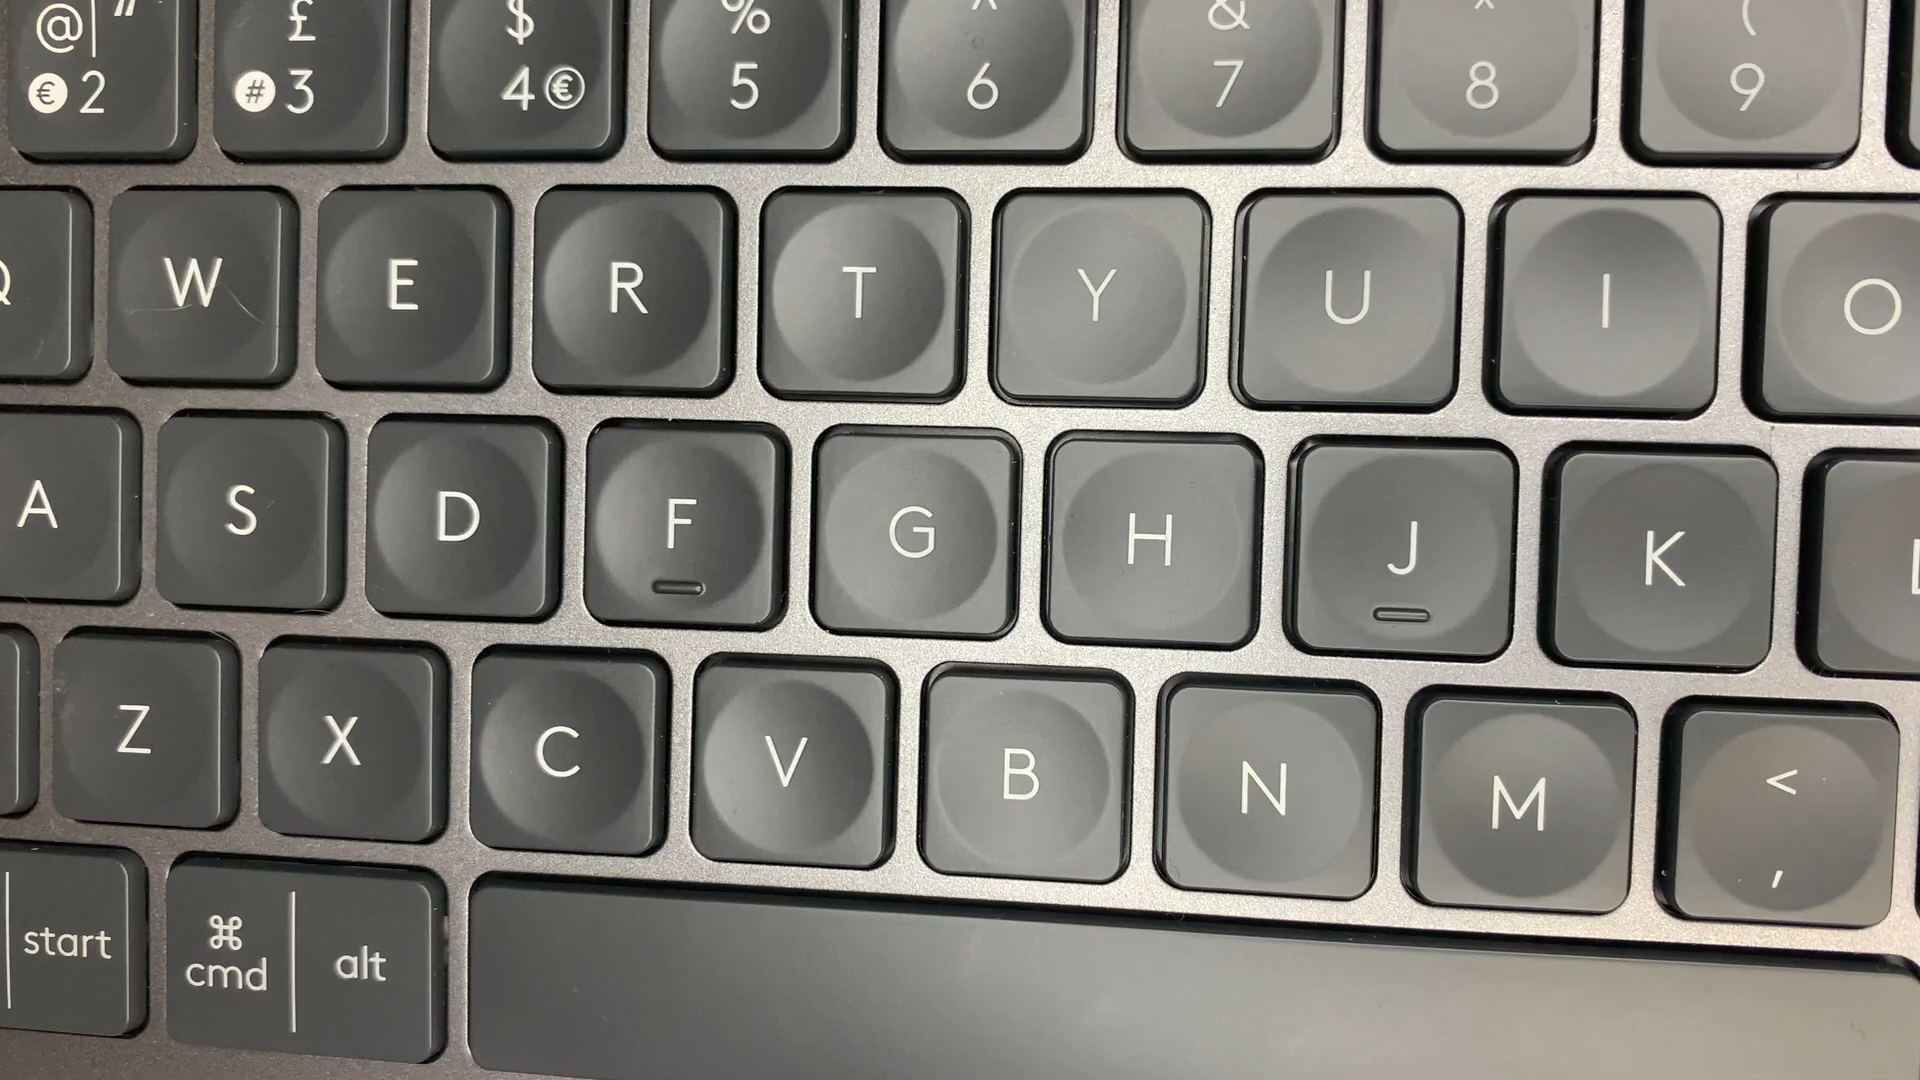 @ " £ $ % ^ & * (
€ 2 # 3 4 € 5 6 7 8 9
Q W E R T Y U I O
A S D F G H J K L
Z X C V B N M <
,
start ⌘ cmd alt